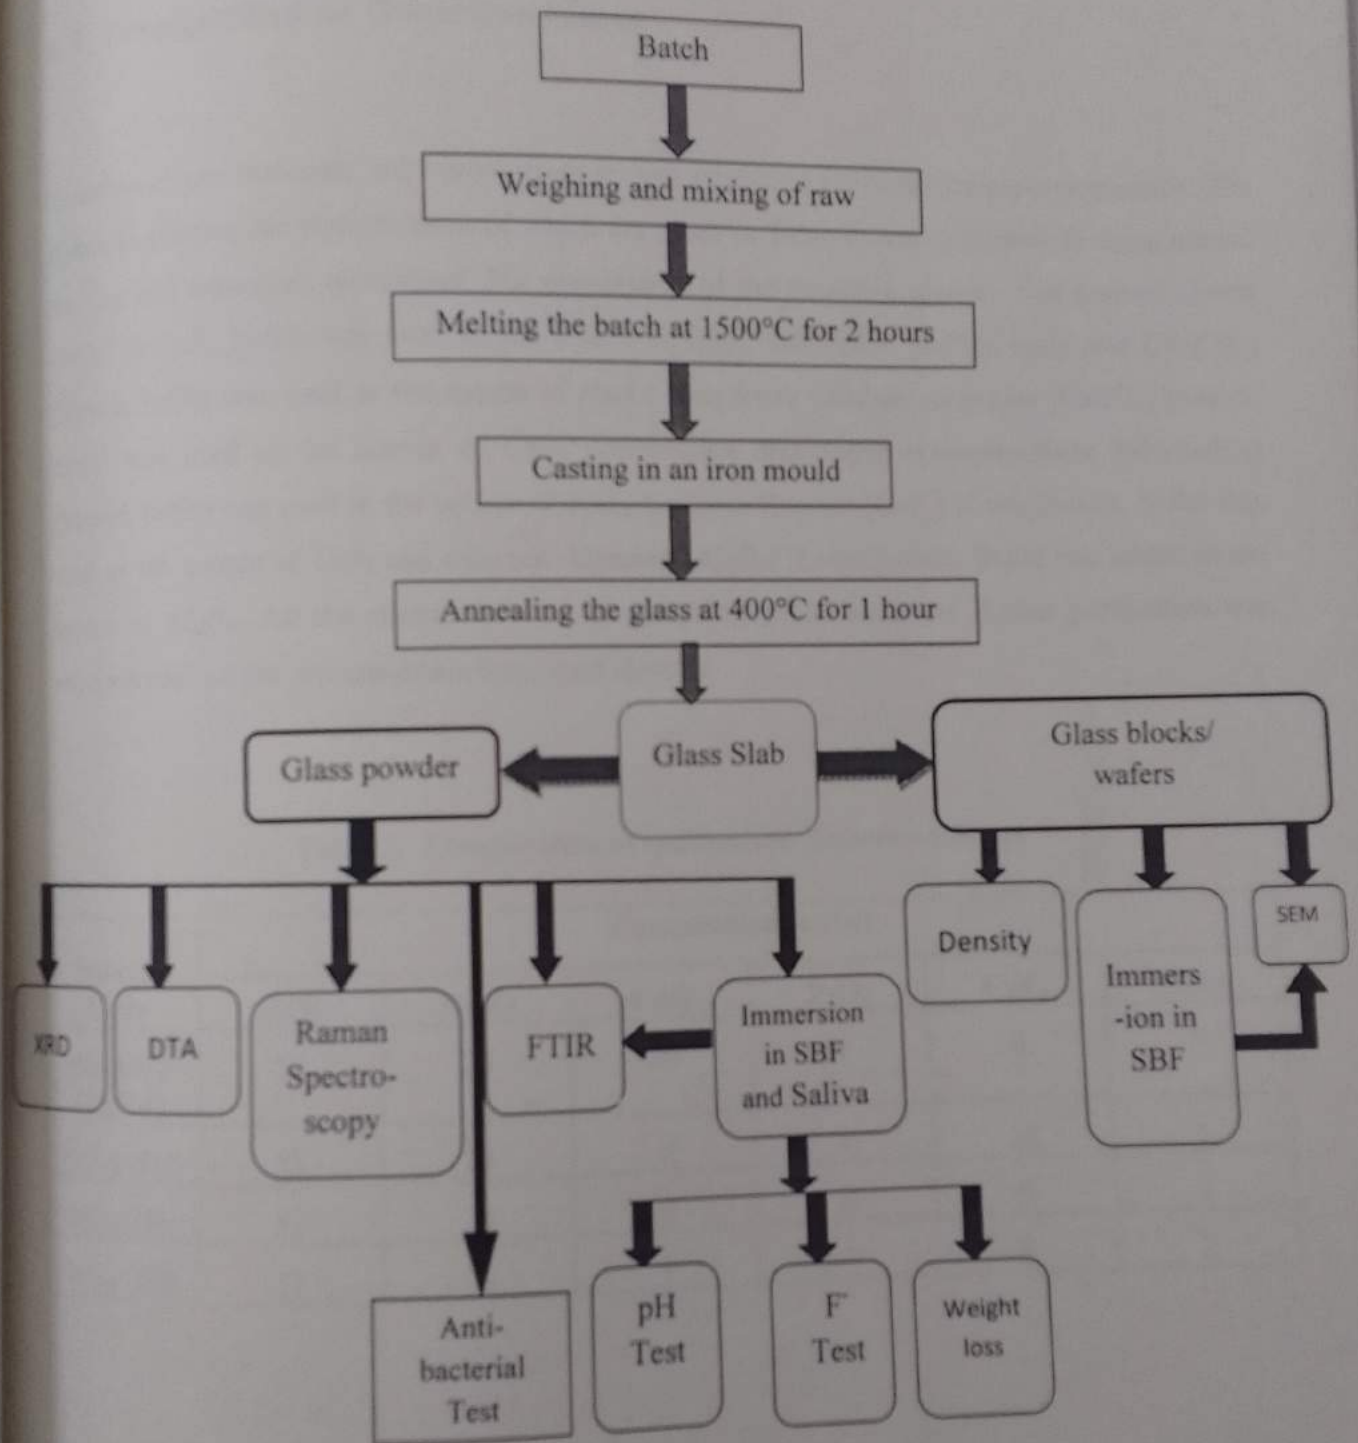 Batch
Weighing and mixing of raw
Melting the batch at 1500°C for 2 hours
Casting in an iron mould
Annealing the glass at 400°C for 1 hour
Glass powder
Glass Slab
Glass blocks/
wafers
XRD
DTA
Raman
Spectro-
scopy
FTIR
Immersion
in SBF
and Saliva
Density
Immers
-ion in
SBF
SEM
Anti-
bacterial
Test
pH
Test
F⁻
Test
Weight
loss